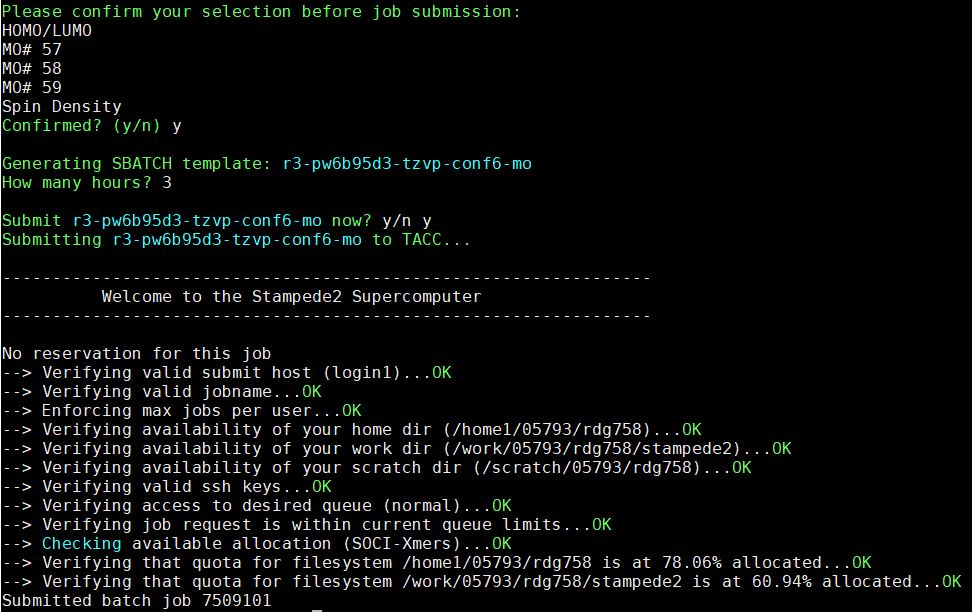 Please confirm your selection before job submission:
HOMO/LUMO
MO# 57
MO# 58
MO# 59
Spin Density
Confirmed? (y/n) y
Generating SBATCH template: r3-pw6b95d3-tzvp-conf6-mo
How many hours? 3
Submit r3-pw6b95d3-tzvp-conf6-mo now? y/n y
Submitting r3-pw6b95d3-tzvp-conf6-mo to TACC...
-----------------------------------------------------------------
Welcome to the Stampede2 Supercomputer
-----------------------------------------------------------------
No reservation for this job
--> Verifying valid submit host (login1)...OK
--> Verifying valid jobname...OK
--> Enforcing max jobs per user...OK
--> Verifying availability of your home dir (/home1/05793/rdg758)...OK
--> Verifying availability of your work dir (/work/05793/rdg758/stampede2)...OK
--> Verifying availability of your scratch dir (/scratch/05793/rdg758)...OK
--> Verifying valid ssh keys...OK
--> Verifying access to desired queue (normal)...OK
--> Verifying job request is within current queue limits...OK
--> Checking available allocation (SOCI-Xmers)...OK
--> Verifying that quota for filesystem /home1/05793/rdg758 is at 78.06% allocated...OK
--> Verifying that quota for filesystem /work/05793/rdg758/stampede2 is at 60.94% allocated...OK
Submitted batch job 7509101